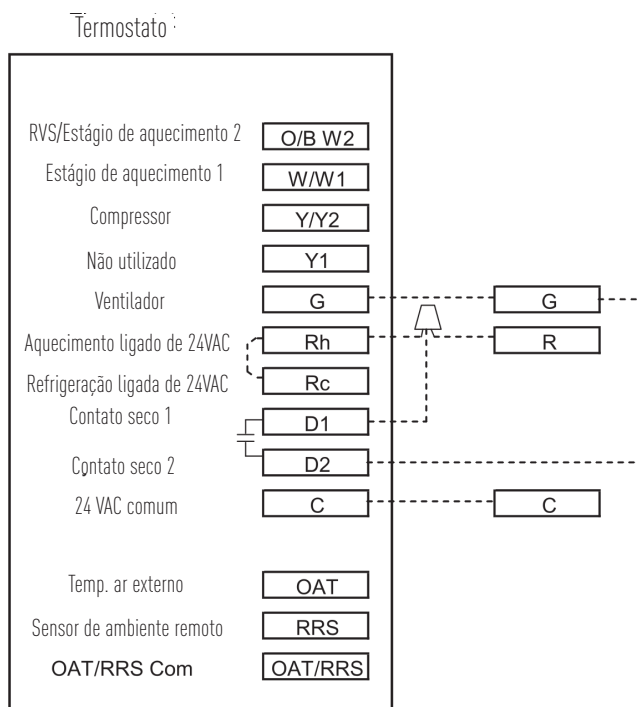 Termostato :
RVS/Estágio de aquecimento 2 O/B W2
Estágio de aquecimento 1 W/W1
Compressor Y/Y2
Não utilizado Y1
Ventilador G G
Aquecimento ligado de 24VAC Rh R
Refrigeração ligada de 24VAC Rc
Contato seco 1 D1
Contato seco 2 D2
24 VAC comum C C
Temp. ar externo OAT
Sensor de ambiente remoto RRS
OAT/RRS Com OAT/RRS